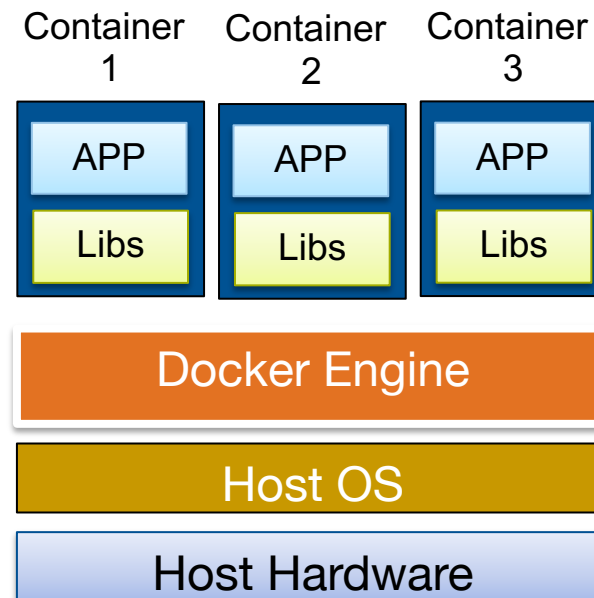 Container
1
Container
2
Container
3
APP
APP
APP
Libs
Libs
Libs
Docker Engine
Host OS
Host Hardware